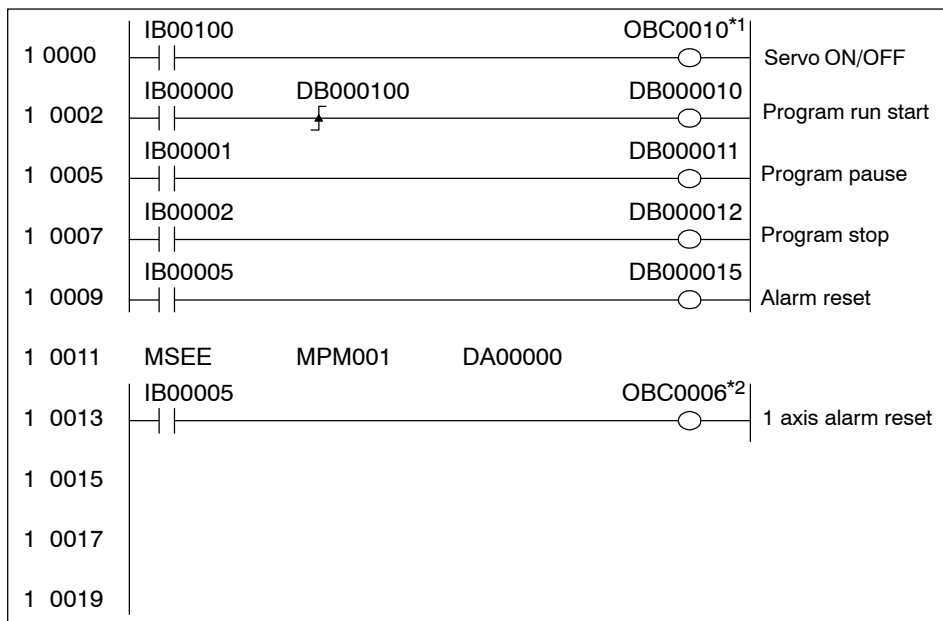 IB00100 OBC0010*1
1 0000 Servo ON/OFF
IB00000 DB000100 DB000010
1 0002 Program run start
IB00001 DB000011
1 0005 Program pause
IB00002 DB000012
1 0007 Program stop
IB00005 DB000015
1 0009 Alarm reset
1 0011 MSEE MPM001 DA00000
IB00005 OBC0006*2
1 0013 1 axis alarm reset
1 0015
1 0017
1 0019